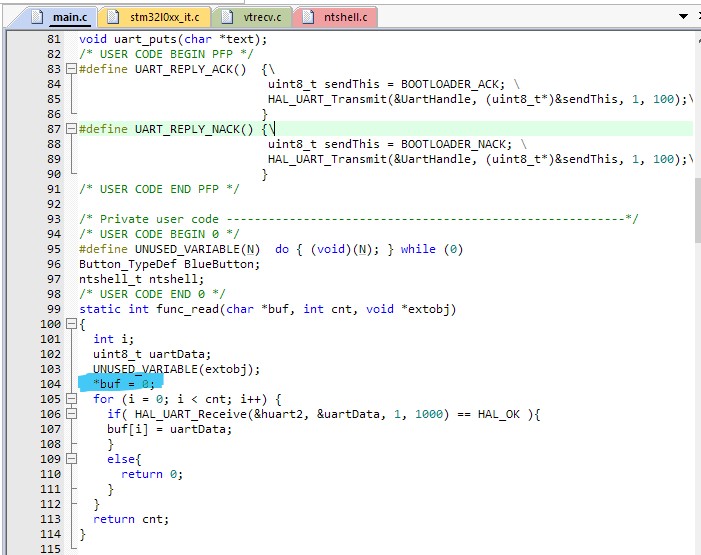 main.c stm32l0xx_it.c vtrecv.c ntshell.c
81 void uart_puts(char *text);
82 /* USER CODE BEGIN PFP */
83 #define UART_REPLY_ACK() {\
84 uint8_t sendThis = BOOTLOADER_ACK; \
85 HAL_UART_Transmit(&UartHandle, (uint8_t*)&sendThis, 1, 100);\
86 }
87 #define UART_REPLY_NACK() {\
88 uint8_t sendThis = BOOTLOADER_NACK; \
89 HAL_UART_Transmit(&UartHandle, (uint8_t*)&sendThis, 1, 100);\
90 }
91 /* USER CODE END PFP */
92
93 /* Private user code ---------------------------------------------------------*/
94 /* USER CODE BEGIN 0 */
95 #define UNUSED_VARIABLE(N) do { (void)(N); } while (0)
96 Button_TypeDef BlueButton;
97 ntshell_t ntshell;
98 /* USER CODE END 0 */
99 static int func_read(char *buf, int cnt, void *extobj)
100 {
101 int i;
102 uint8_t uartData;
103 UNUSED_VARIABLE(extobj);
104 *buf = 0;
105 for (i = 0; i < cnt; i++) {
106 if( HAL_UART_Receive(&huart2, &uartData, 1, 1000) == HAL_OK ){
107 buf[i] = uartData;
108 }
109 else{
110 return 0;
111 }
112 }
113 return cnt;
114 }
115